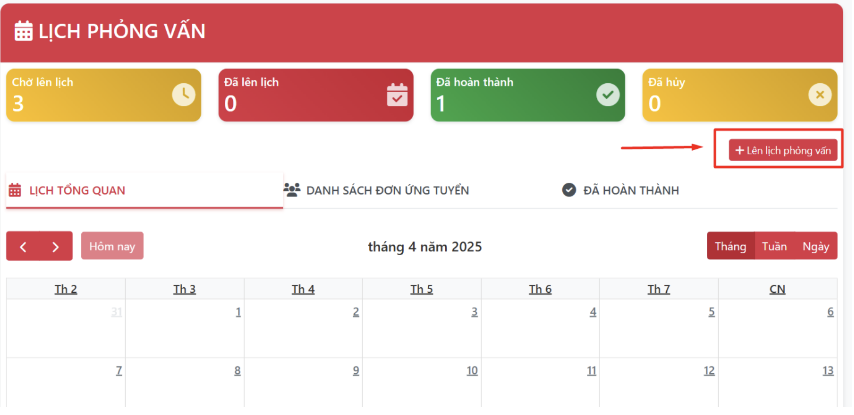 LỊCH PHỎNG VẤN
Chờ lên lịch
3
Đã lên lịch
0
Đã hoàn thành
1
Đã hủy
0
+ Lên lịch phỏng vấn
LỊCH TỔNG QUAN
DANH SÁCH ĐƠN ỨNG TUYỂN
ĐÃ HOÀN THÀNH
Hôm nay
tháng 4 năm 2025
Tháng Tuần Ngày
Th 2 Th 3 Th 4 Th 5 Th 6 Th 7 CN
31 1 2 3 4 5 6
7 8 9 10 11 12 13